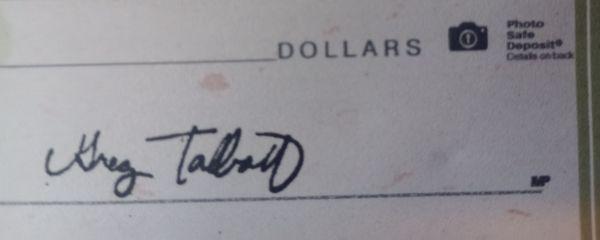 DOLLARS
Photo
Safe
Deposit®
Details on back
Greg Talbott
MP